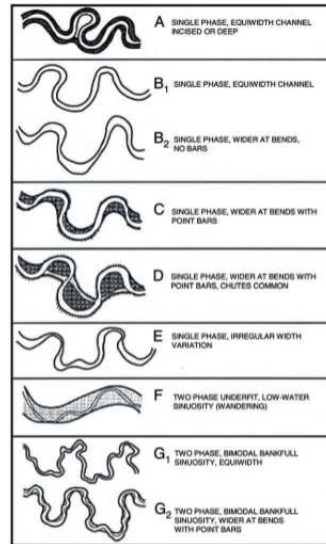 A SINGLE PHASE, EQUIWIDTH CHANNEL
INCISED OR DEEP
B1 SINGLE PHASE, EQUIWIDTH CHANNEL
B2 SINGLE PHASE, WIDER AT BENDS,
NO BARS
C SINGLE PHASE, WIDER AT BENDS WITH
POINT BARS
D SINGLE PHASE, WIDER AT BENDS WITH
POINT BARS, CHUTES COMMON
E SINGLE PHASE, IRREGULAR WIDTH
VARIATION
F TWO PHASE UNDERFIT, LOW-WATER
SINUOSITY (WANDERING)
G1 TWO PHASE, BIMODAL BANKFULL
SINUOSITY, EQUIWIDTH
G2 TWO PHASE, BIMODAL BANKFULL
SINUOSITY, WIDER AT BENDS
WITH POINT BARS